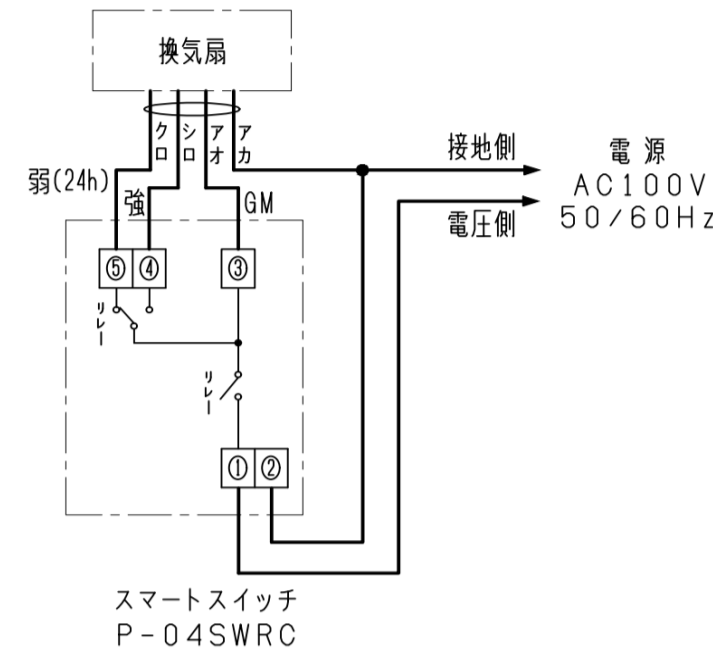 換気扇
クロ
シロ
アオ
アカ
接地側
電源
AC100V
50/60Hz
電圧側
弱(24h)
強
GM
⑤
④
③
リレー
リレー
①
②
スマートスイッチ
P-04SWRC